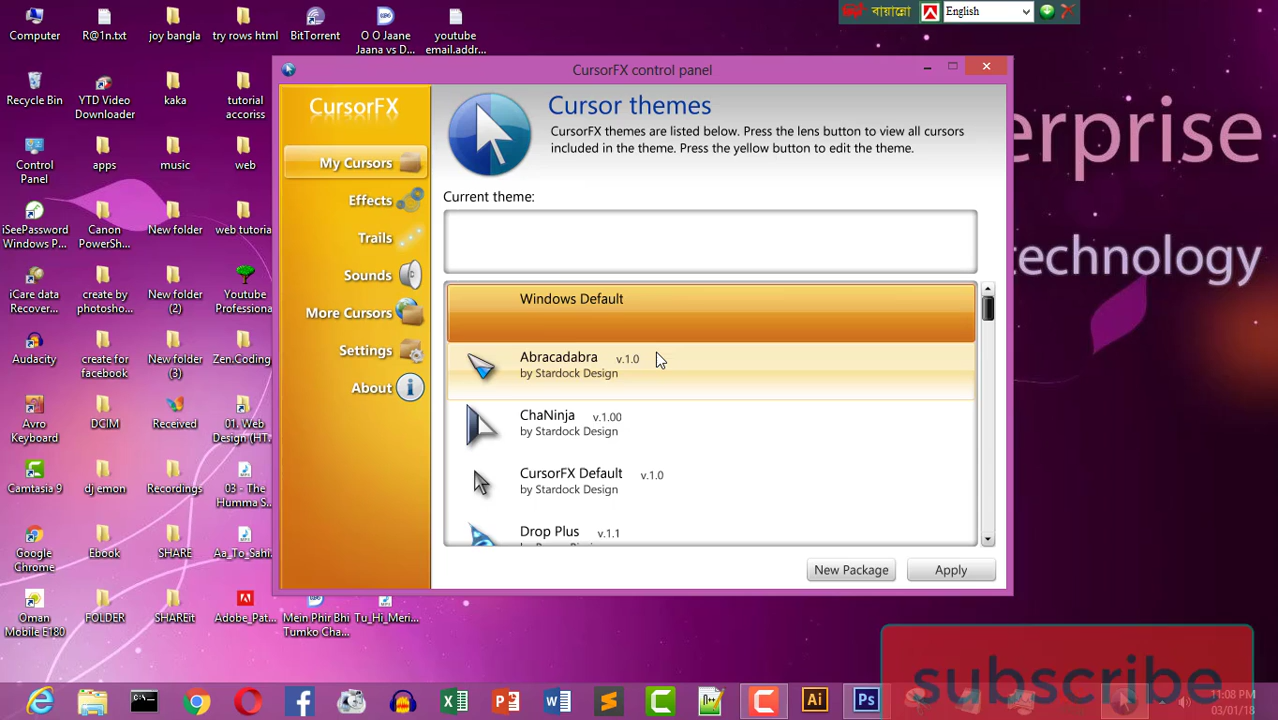 বায়ান্নো
English
Computer
R@1n.txt
joy bangla
try rows html
BitTorrent
O O Jaane
Jaana vs D...
youtube
email.addr...
Recycle Bin
YTD Video
Downloader
kaka
tutorial
accoriss
Control
Panel
apps
music
web
iSeePassword
Windows P...
Canon
PowerSh...
New folder
web tutoria
iCare data
Recover...
create by
photosho...
New folder
(2)
Youtube
Professiona
Audacity
create for
facebook
New folder
(3)
Zen.Coding
Avro
Keyboard
DCIM
Received
01. Web
Design (HT.
Camtasia 9
dj emon
Recordings
03 - The
Humma S...
Google
Chrome
Ebook
SHARE
Aa_To_Sahi
Oman
Mobile E180
FOLDER
SHAREit
Adobe_Pat...
Mein Phir Bhi
Tumko Cha...
Tu_Hi_Meri...
CursorFX control panel
CursorFX
My Cursors
Effects
Trails
Sounds
More Cursors
Settings
About
Cursor themes
CursorFX themes are listed below. Press the lens button to view all cursors
included in the theme. Press the yellow button to edit the theme.
Current theme:
Windows Default
Abracadabra v.1.0
by Stardock Design
ChaNinja v.1.00
by Stardock Design
CursorFX Default v.1.0
by Stardock Design
Drop Plus v.1.1
New Package
Apply
erprise
technology
subscribe
11:08 PM
03/01/18